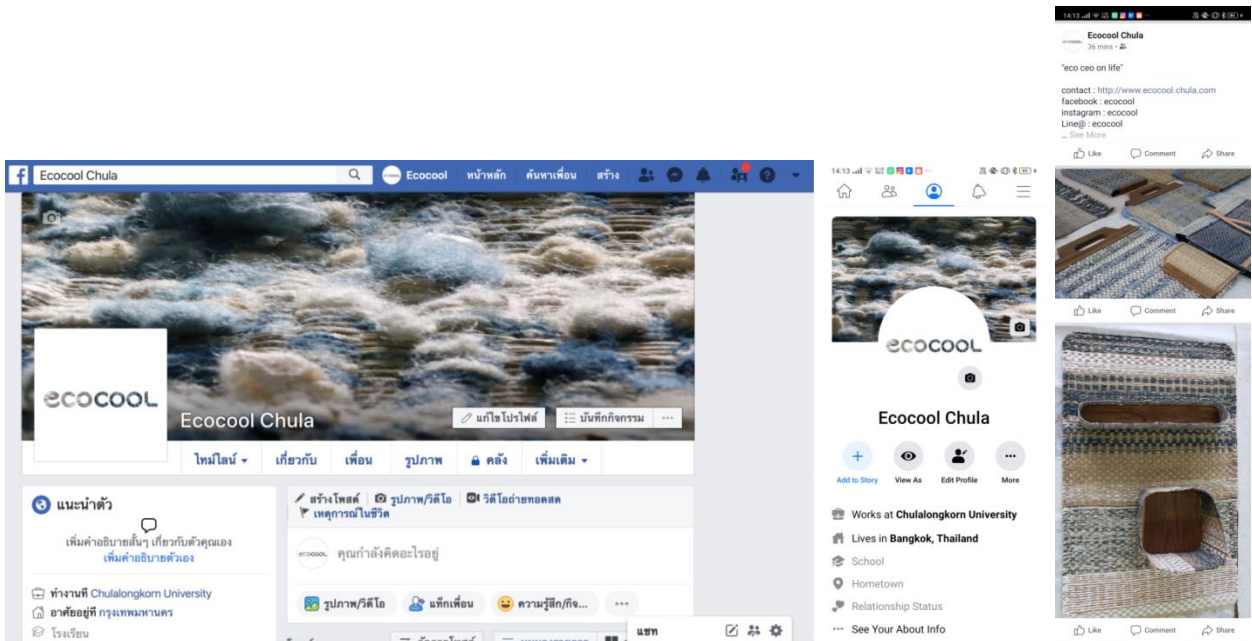 Ecocool Chula
Ecocool หน้าหลัก ค้นหาเพื่อน สร้าง
ecocool
Ecocool Chula
แก้ไขโปรไฟล์ บันทึกกิจกรรม ...
ไทม์ไลน์ เกี่ยวกับ เพื่อน รูปภาพ คลัง เพิ่มเติม
แนะนำตัว
เพิ่มคำอธิบายสั้นๆ เกี่ยวกับตัวคุณเอง
เพิ่มคำอธิบายตัวเอง
ทำงานที่ Chulalongkorn University
อาศัยอยู่ที่ กรุงเทพมหานคร
โรงเรียน
สร้างโพสต์ รูปภาพ/วิดีโอ วิดีโอถ่ายทอดสด
เหตุการณ์ในชีวิต
ecocool คุณกำลังคิดอะไรอยู่
รูปภาพ/วิดีโอ แท็กเพื่อน ความรู้สึก/กิจ... ...
แชท
14:13
ecocool
Ecocool Chula
Add to Story View As Edit Profile More
Works at Chulalongkorn University
Lives in Bangkok, Thailand
School
Hometown
Relationship Status
See Your About Info
14:13
Ecocool Chula
36 mins
"eco ceo on life"
contact : http://www.ecocool.chula.com
facebook : ecocool
instagram : ecocool
Line@ : ecocool
... See More
Like Comment Share
Like Comment Share
Like Comment Share